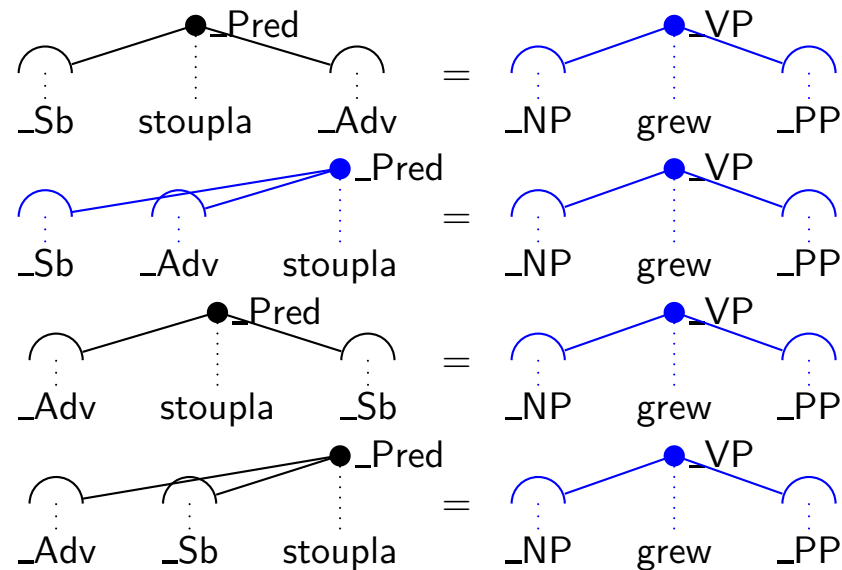 _Pred = _VP
_Sb stoupla _Adv _NP grew _PP
_Pred = _VP
_Sb _Adv stoupla _NP grew _PP
_Pred = _VP
_Adv stoupla _Sb _NP grew _PP
_Pred = _VP
_Adv _Sb stoupla _NP grew _PP